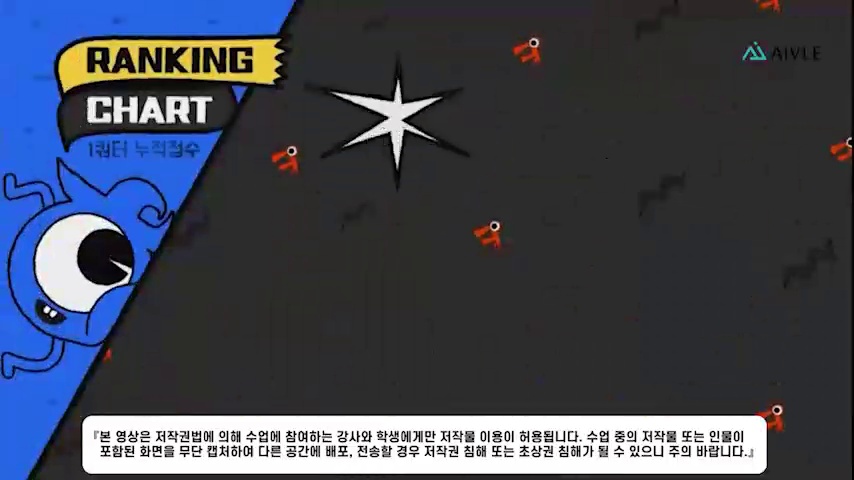 RANKING
CHART
1쿼터 누적점수
AIVLE
『본 영상은 저작권법에 의해 수업에 참여하는 강사와 학생에게만 저작물 이용이 허용됩니다. 수업 중의 저작물 또는 인물이
포함된 화면을 무단 캡처하여 다른 공간에 배포, 전송할 경우 저작권 침해 또는 초상권 침해가 될 수 있으니 주의 바랍니다.』